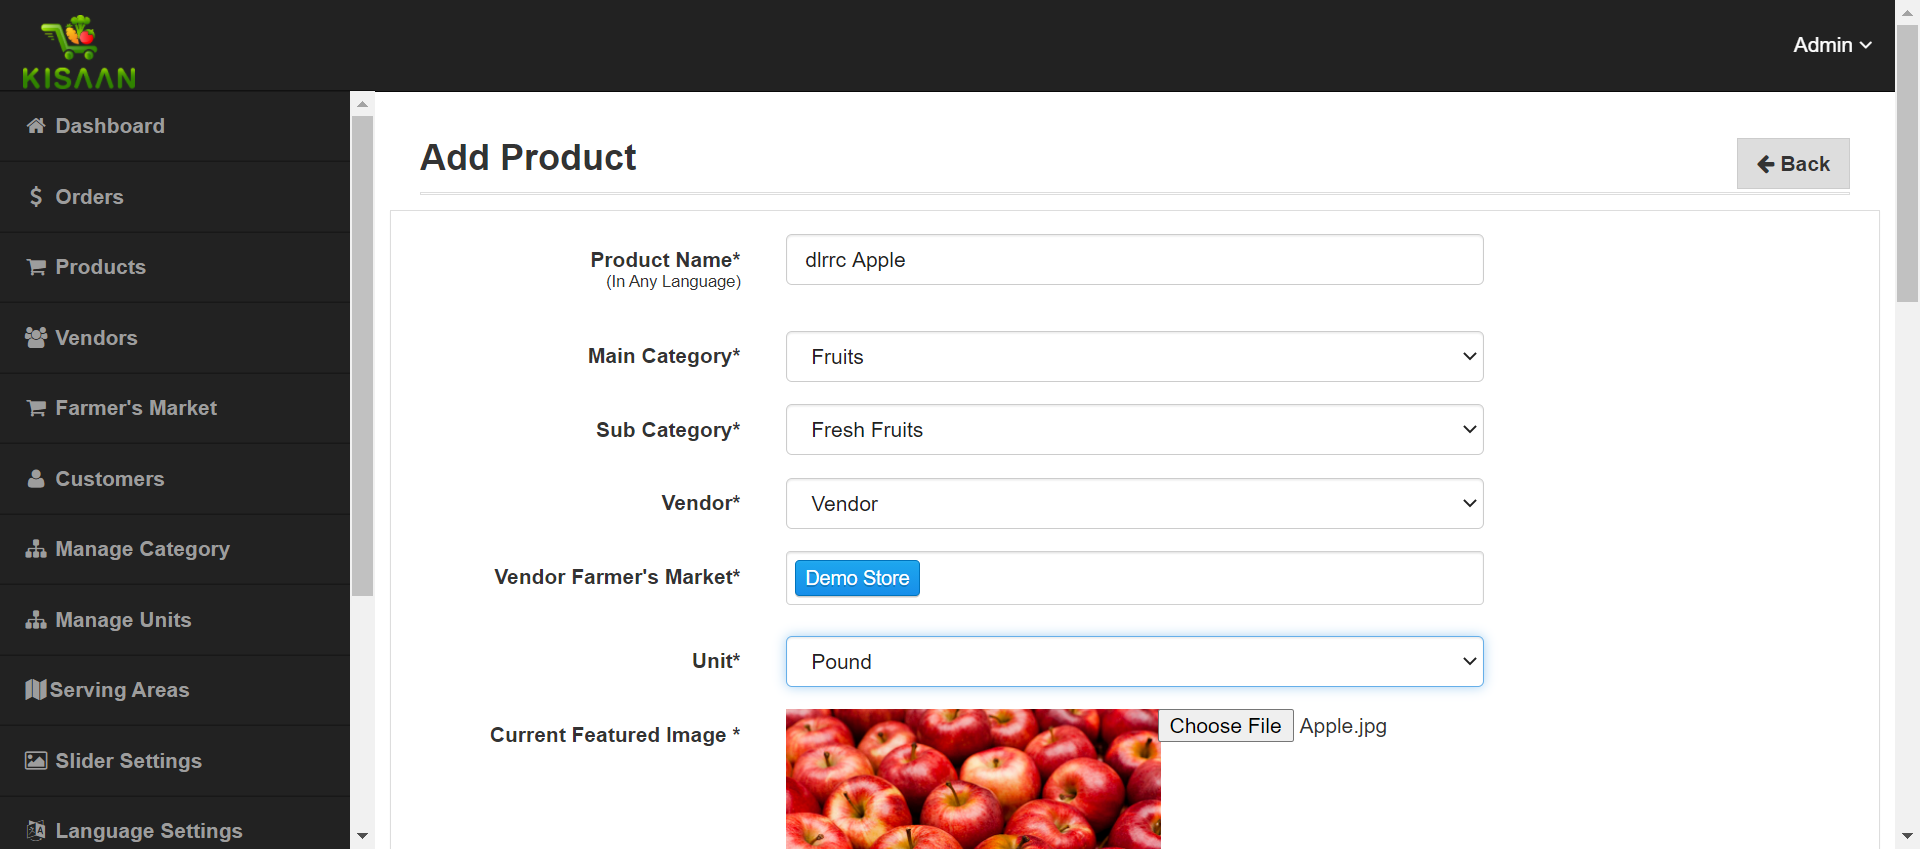 KISAAN
Admin
Dashboard
Orders
Products
Vendors
Farmer's Market
Customers
Manage Category
Manage Units
Serving Areas
Slider Settings
Language Settings
Add Product
Back
Product Name*
(In Any Language)
dlrrc Apple
Main Category*
Fruits
Sub Category*
Fresh Fruits
Vendor*
Vendor
Vendor Farmer's Market*
Demo Store
Unit*
Pound
Current Featured Image *
Choose File Apple.jpg